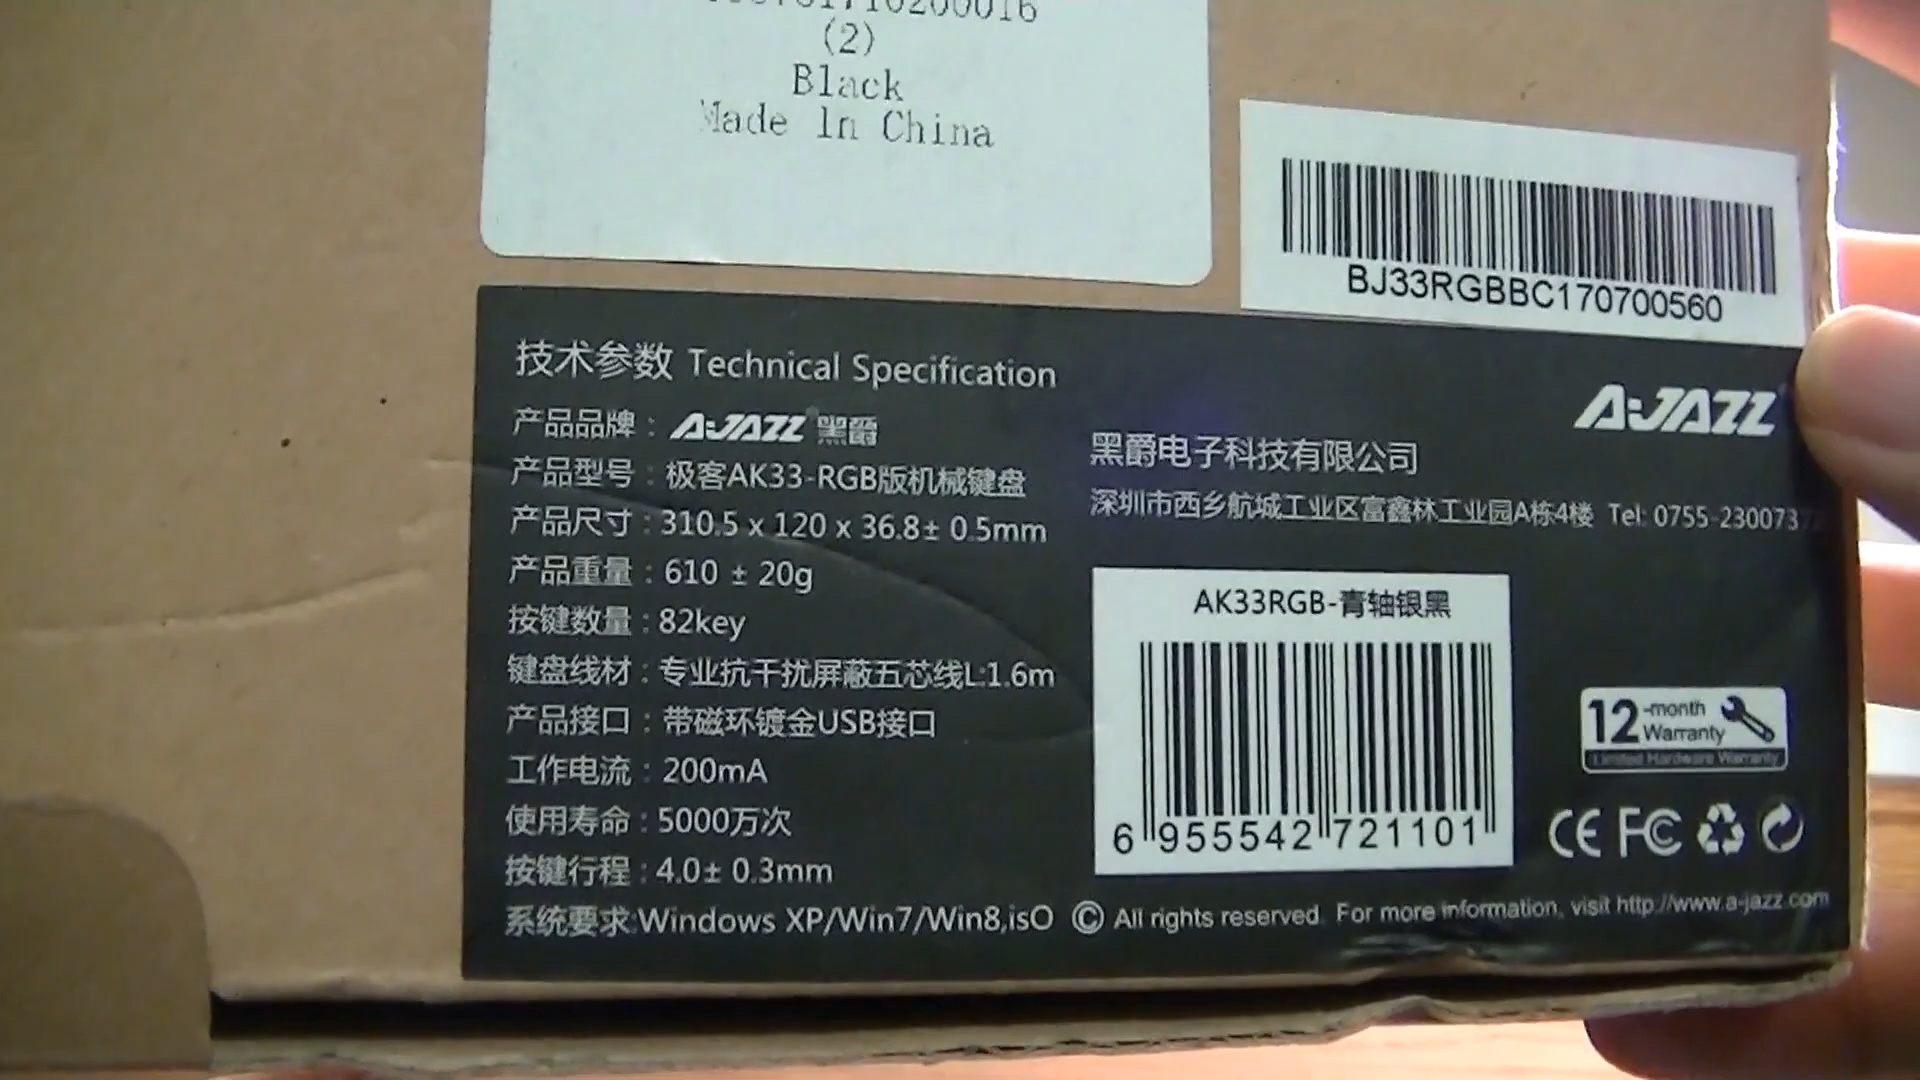 (2)
Black
Made In China
BJ33RGBBC170700560
技术参数 Technical Specification
产品品牌：A-JAZZ 黑爵
产品型号：极客AK33-RGB版机械键盘
产品尺寸：310.5 x 120 x 36.8± 0.5mm
产品重量：610 ± 20g
按键数量：82key
键盘线材：专业抗干扰屏蔽五芯线L:1.6m
产品接口：带磁环镀金USB接口
工作电流：200mA
使用寿命：5000万次
按键行程：4.0± 0.3mm
系统要求:Windows XP/Win7/Win8,isO
A-JAZZ
黑爵电子科技有限公司
深圳市西乡航城工业区富鑫林工业园A栋4楼 Tel:
AK33RGB-青轴银黑
6 955542 721101
12-month
Warranty
Limited Hardware Warranty
CE FC
© All rights reserved. For more information, visit http://www.a-jazz.com